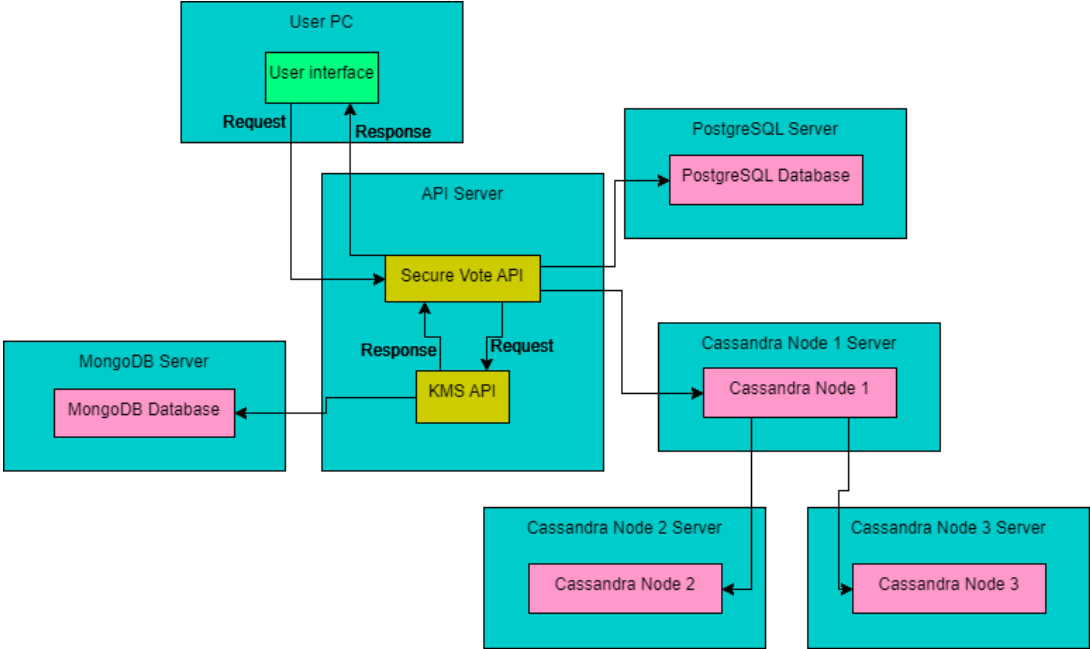 User PC
User interface
Request
Response
PostgreSQL Server
PostgreSQL Database
API Server
Secure Vote API
Response
Request
KMS API
MongoDB Server
MongoDB Database
Cassandra Node 1 Server
Cassandra Node 1
Cassandra Node 2 Server
Cassandra Node 2
Cassandra Node 3 Server
Cassandra Node 3